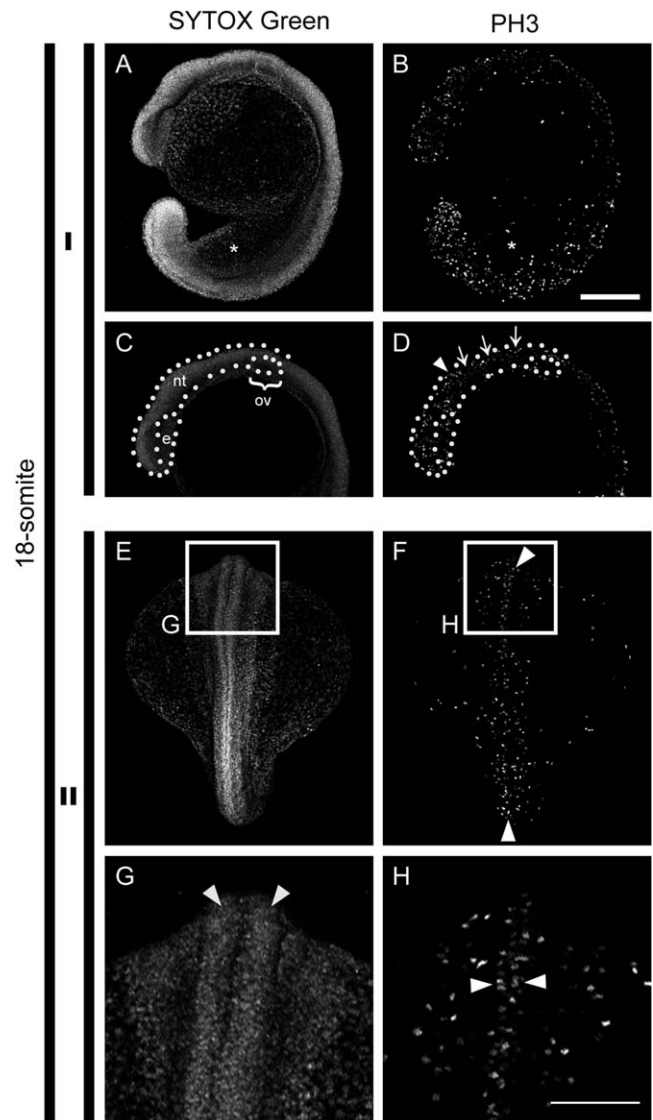 SYTOX Green PH3
A B
*
*
I
C D
nt
ov
e
18-somite
E F
G H
II
G H